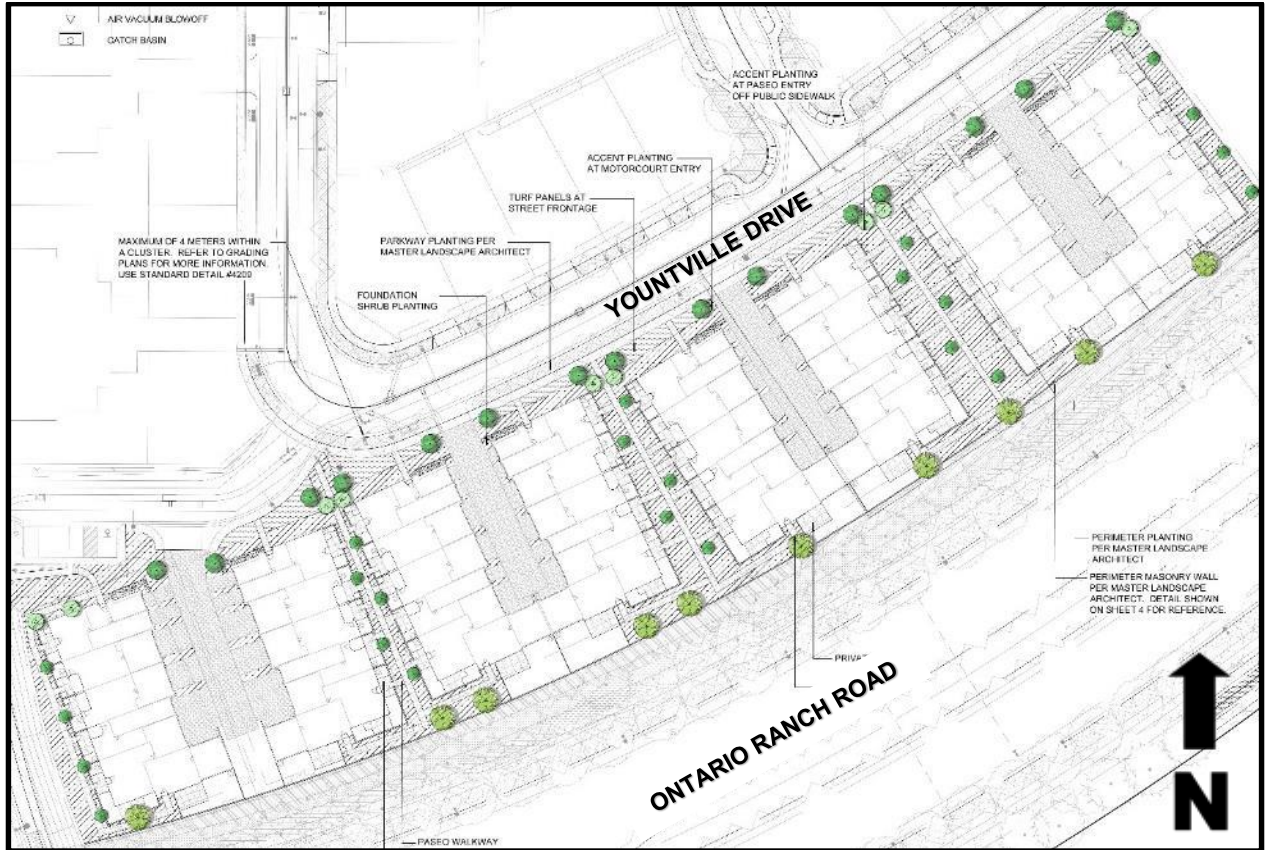 AIR VACUUM BLOWOFF
CATCH BASIN
ACCENT PLANTING
AT PASEO ENTRY
OFF PUBLIC SIDEWALK
ACCENT PLANTING
AT MOTORCOURT ENTRY
TURF PANELS AT
STREET FRONTAGE
MAXIMUM OF 4 METERS WITHIN
A CLUSTER. REFER TO GRADING
PLANS FOR MORE INFORMATION.
USE STANDARD DETAIL #4209
PARKWAY PLANTING PER
MASTER LANDSCAPE ARCHITECT
FOUNDATION
SHRUB PLANTING
YOUNTVILLE DRIVE
PERIMETER PLANTING
PER MASTER LANDSCAPE
ARCHITECT
PERIMETER MASONRY WALL
PER MASTER LANDSCAPE
ARCHITECT. DETAIL SHOWN
ON SHEET 4 FOR REFERENCE.
ONTARIO RANCH ROAD
PASEO WALKWAY
N